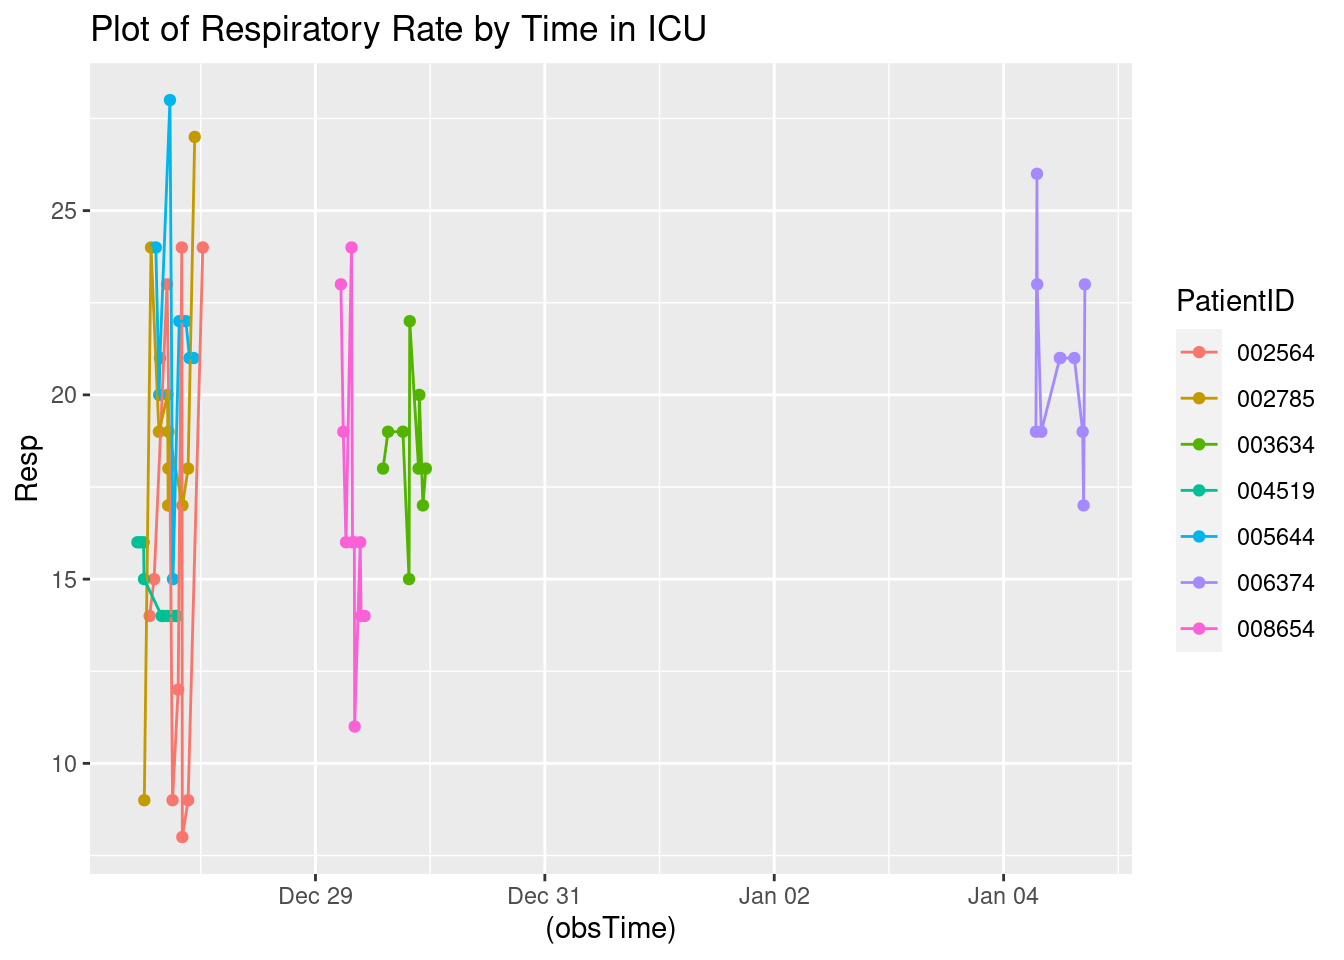 Plot of Respiratory Rate by Time in ICU
Resp
25
20
15
10
Dec 29
Dec 31
Jan 02
Jan 04
(obsTime)
PatientID
002564
002785
003634
004519
005644
006374
008654